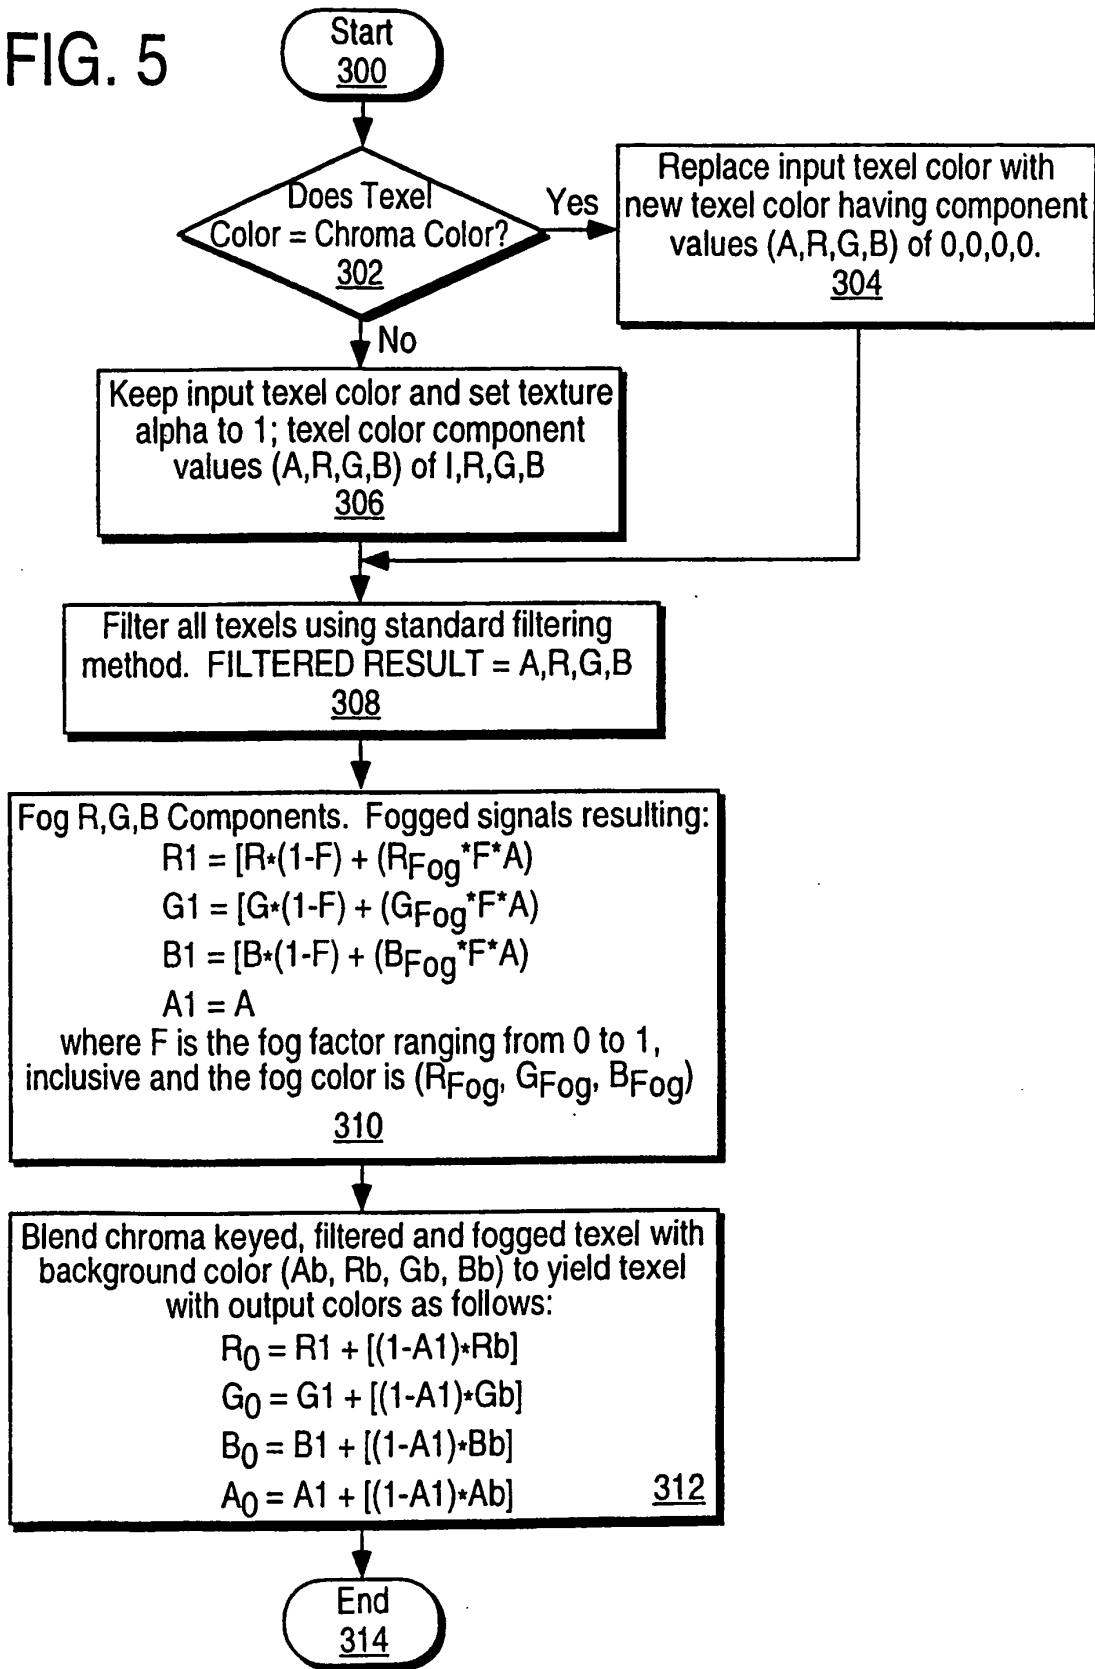 FIG. 5
Start
300
Does Texel
Color = Chroma Color?
302
Yes
Replace input texel color with
new texel color having component
values (A,R,G,B) of 0,0,0,0.
304
No
Keep input texel color and set texture
alpha to 1; texel color component
values (A,R,G,B) of I,R,G,B
306
Filter all texels using standard filtering
method. FILTERED RESULT = A,R,G,B
308
Fog R,G,B Components. Fogged signals resulting:
R1 = [R*(1-F) + (RFog*F*A)
G1 = [G*(1-F) + (GFog*F*A)
B1 = [B*(1-F) + (BFog*F*A)
A1 = A
where F is the fog factor ranging from 0 to 1,
inclusive and the fog color is (RFog, GFog, BFog)
310
Blend chroma keyed, filtered and fogged texel with
background color (Ab, Rb, Gb, Bb) to yield texel
with output colors as follows:
R0 = R1 + [(1-A1)*Rb]
G0 = G1 + [(1-A1)*Gb]
B0 = B1 + [(1-A1)*Bb]
A0 = A1 + [(1-A1)*Ab]
312
End
314